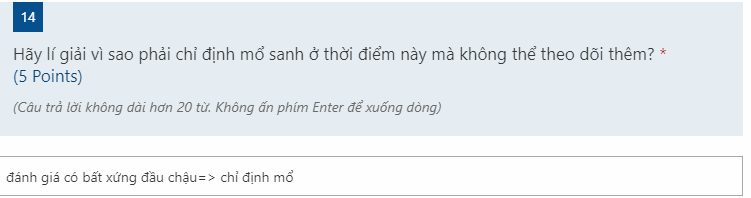 14
Hãy lí giải vì sao phải chỉ định mổ sanh ở thời điểm này mà không thể theo dõi thêm? *
(5 Points)
(Câu trả lời không dài hơn 20 từ. Không ấn phím Enter để xuống dòng)
đánh giá có bất xứng đầu chậu=> chỉ định mổ